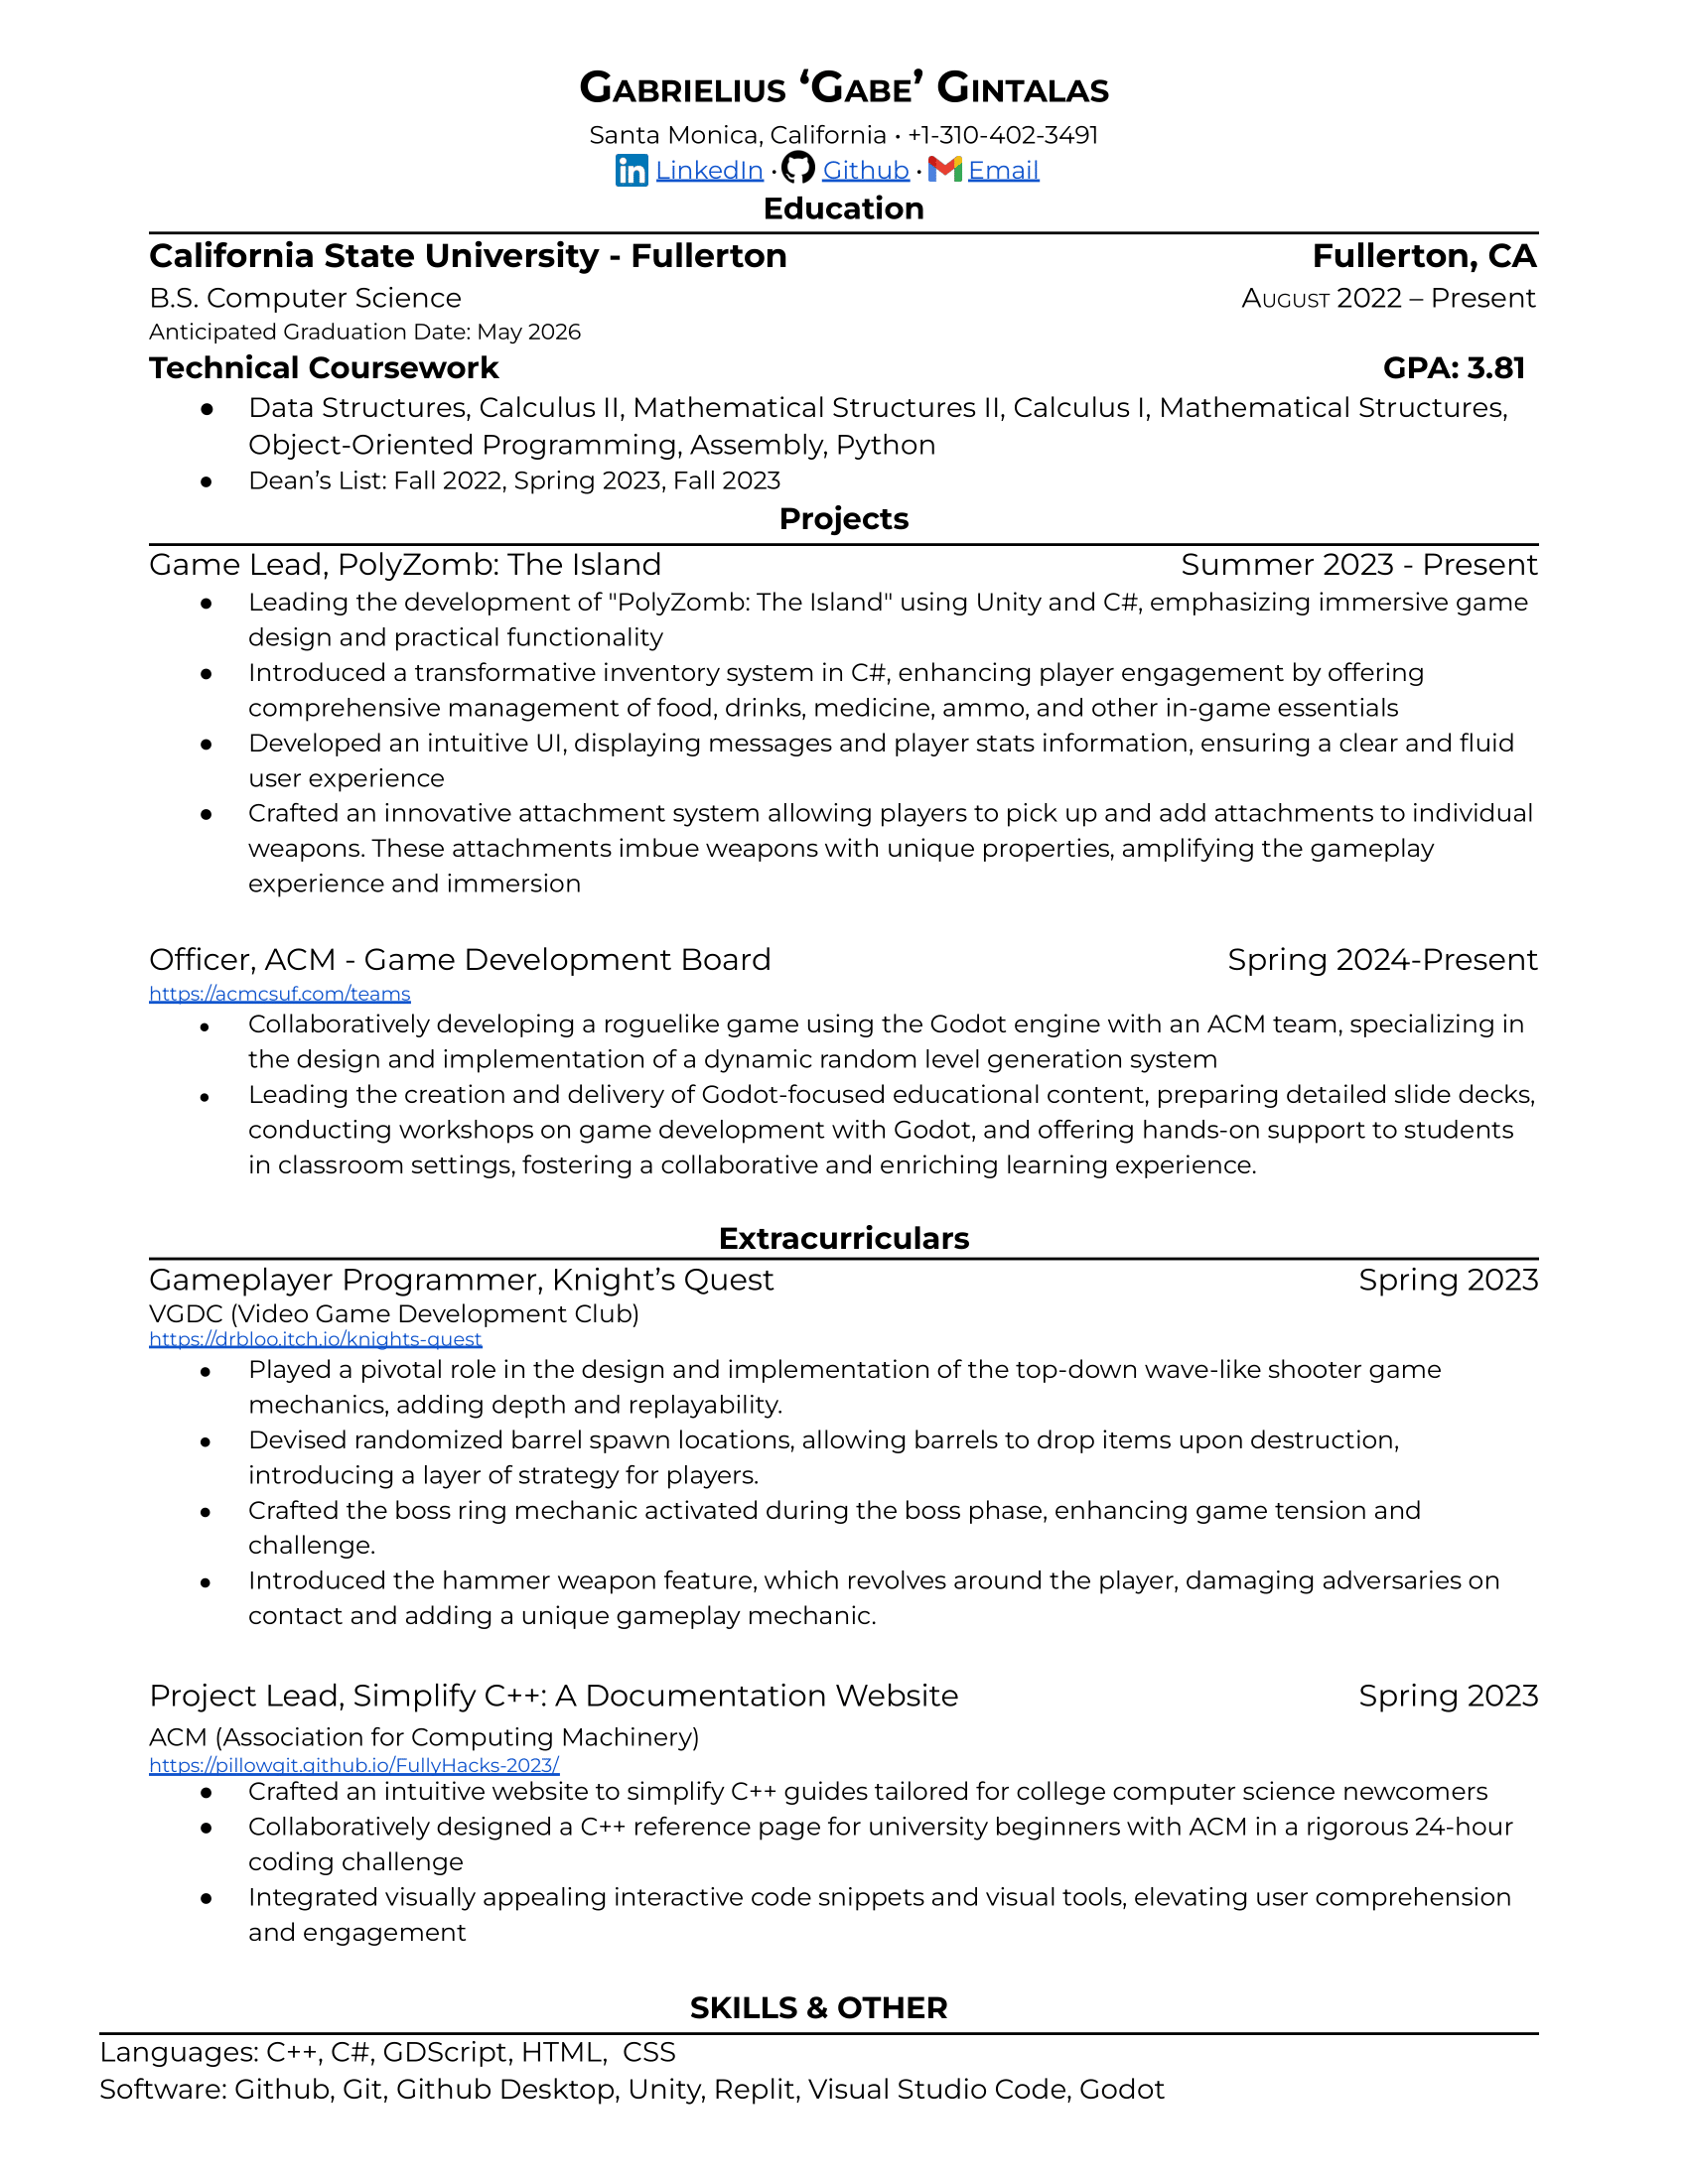 Gabrielius ‘Gabe’ Gintalas
Santa Monica, California • +1-310-402-3491
in LinkedIn • Github • Email
Education
California State University - Fullerton Fullerton, CA
B.S. Computer Science August 2022 – Present
Anticipated Graduation Date: May 2026
Technical Coursework GPA: 3.81
● Data Structures, Calculus II, Mathematical Structures II, Calculus I, Mathematical Structures,
Object-Oriented Programming, Assembly, Python
● Dean’s List: Fall 2022, Spring 2023, Fall 2023
Projects
Game Lead, PolyZomb: The Island Summer 2023 - Present
● Leading the development of "PolyZomb: The Island" using Unity and C#, emphasizing immersive game
design and practical functionality
● Introduced a transformative inventory system in C#, enhancing player engagement by offering
comprehensive management of food, drinks, medicine, ammo, and other in-game essentials
● Developed an intuitive UI, displaying messages and player stats information, ensuring a clear and fluid
user experience
● Crafted an innovative attachment system allowing players to pick up and add attachments to individual
weapons. These attachments imbue weapons with unique properties, amplifying the gameplay
experience and immersion
Officer, ACM - Game Development Board Spring 2024-Present
https://acmcsuf.com/teams
● Collaboratively developing a roguelike game using the Godot engine with an ACM team, specializing in
the design and implementation of a dynamic random level generation system
● Leading the creation and delivery of Godot-focused educational content, preparing detailed slide decks,
conducting workshops on game development with Godot, and offering hands-on support to students
in classroom settings, fostering a collaborative and enriching learning experience.
Extracurriculars
Gameplayer Programmer, Knight’s Quest Spring 2023
VGDC (Video Game Development Club)
https://drbloo.itch.io/knights-quest
● Played a pivotal role in the design and implementation of the top-down wave-like shooter game
mechanics, adding depth and replayability.
● Devised randomized barrel spawn locations, allowing barrels to drop items upon destruction,
introducing a layer of strategy for players.
● Crafted the boss ring mechanic activated during the boss phase, enhancing game tension and
challenge.
● Introduced the hammer weapon feature, which revolves around the player, damaging adversaries on
contact and adding a unique gameplay mechanic.
Project Lead, Simplify C++: A Documentation Website Spring 2023
ACM (Association for Computing Machinery)
https://pillowgit.github.io/FullyHacks-2023/
● Crafted an intuitive website to simplify C++ guides tailored for college computer science newcomers
● Collaboratively designed a C++ reference page for university beginners with ACM in a rigorous 24-hour
coding challenge
● Integrated visually appealing interactive code snippets and visual tools, elevating user comprehension
and engagement
SKILLS & OTHER
Languages: C++, C#, GDScript, HTML, CSS
Software: Github, Git, Github Desktop, Unity, Replit, Visual Studio Code, Godot